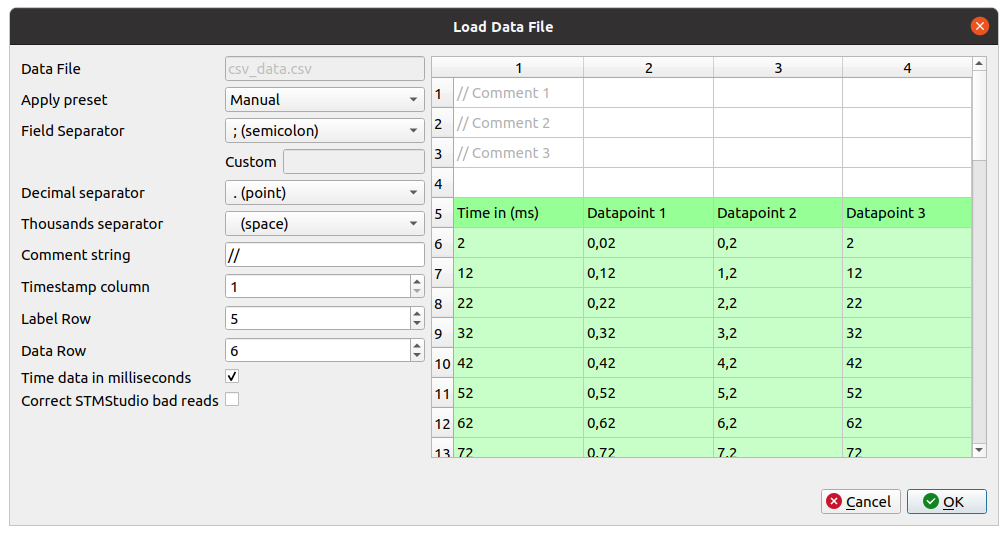 Load Data File
Data File csv_data.csv
Apply preset Manual
Field Separator ; (semicolon)
Custom
Decimal separator . (point)
Thousands separator (space)
Comment string //
Timestamp column 1
Label Row 5
Data Row 6
Time data in milliseconds
Correct STMStudio bad reads
1 2 3 4
1 // Comment 1
2 // Comment 2
3 // Comment 3
4
5 Time in (ms) Datapoint 1 Datapoint 2 Datapoint 3
6 2 0,02 0,2 2
7 12 0,12 1,2 12
8 22 0,22 2,2 22
9 32 0,32 3,2 32
10 42 0,42 4,2 42
11 52 0,52 5,2 52
12 62 0,62 6,2 62
13 72 0,72 7,2 72
Cancel OK